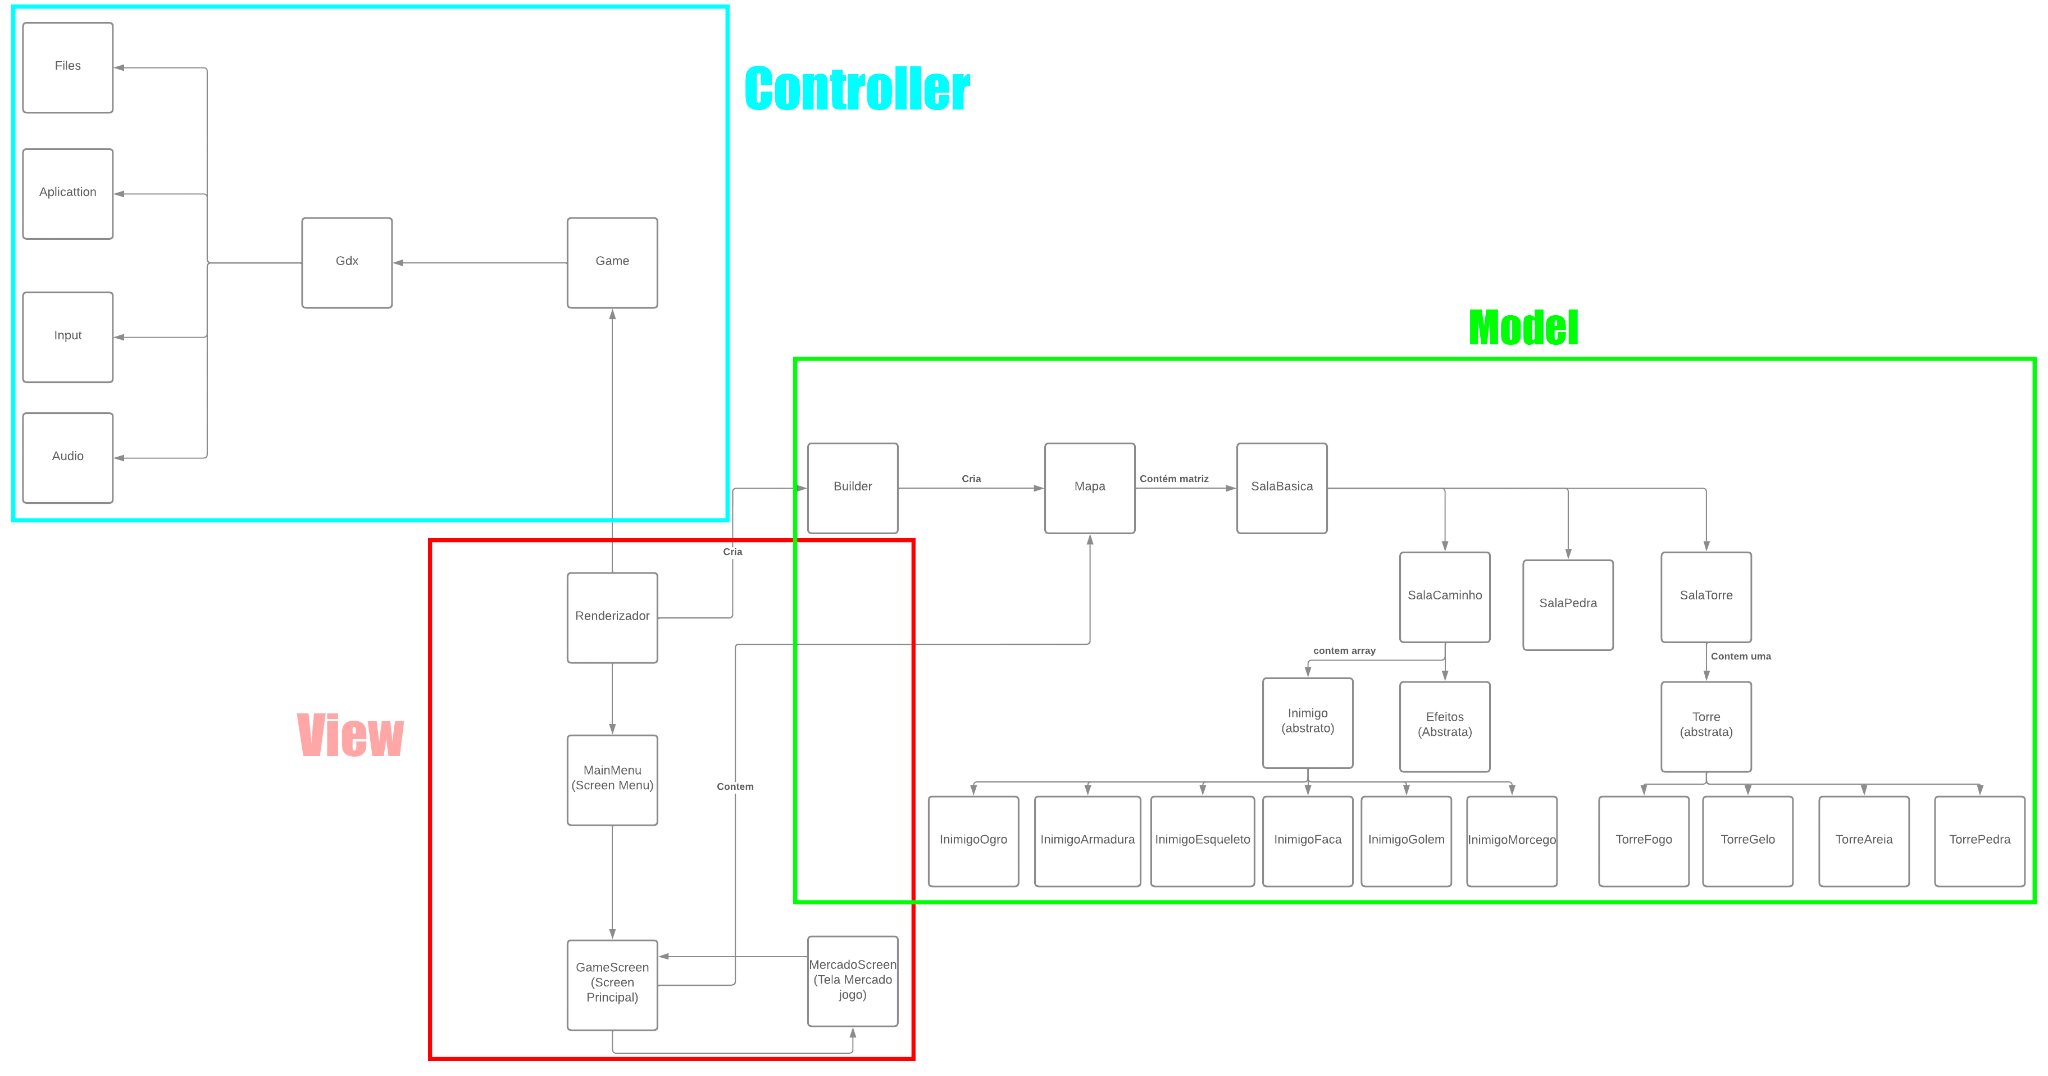 Controller
Files
Aplicattion
Input
Audio
Gdx
Game
Model
Builder
Cria
Mapa
Contém matriz
SalaBasica
SalaCaminho
SalaPedra
SalaTorre
contem array
Contem uma
Inimigo
(abstrato)
Efeitos
(Abstrata)
Torre
(abstrata)
InimigoOgro
InimigoArmadura
InimigoEsqueleto
InimigoFaca
InimigoGolem
InimigoMorcego
TorreFogo
TorreGelo
TorreAreia
TorrePedra
View
Cria
Renderizador
MainMenu
(Screen Menu)
Contem
GameScreen
(Screen
Principal)
MercadoScreen
(Tela Mercado
jogo)